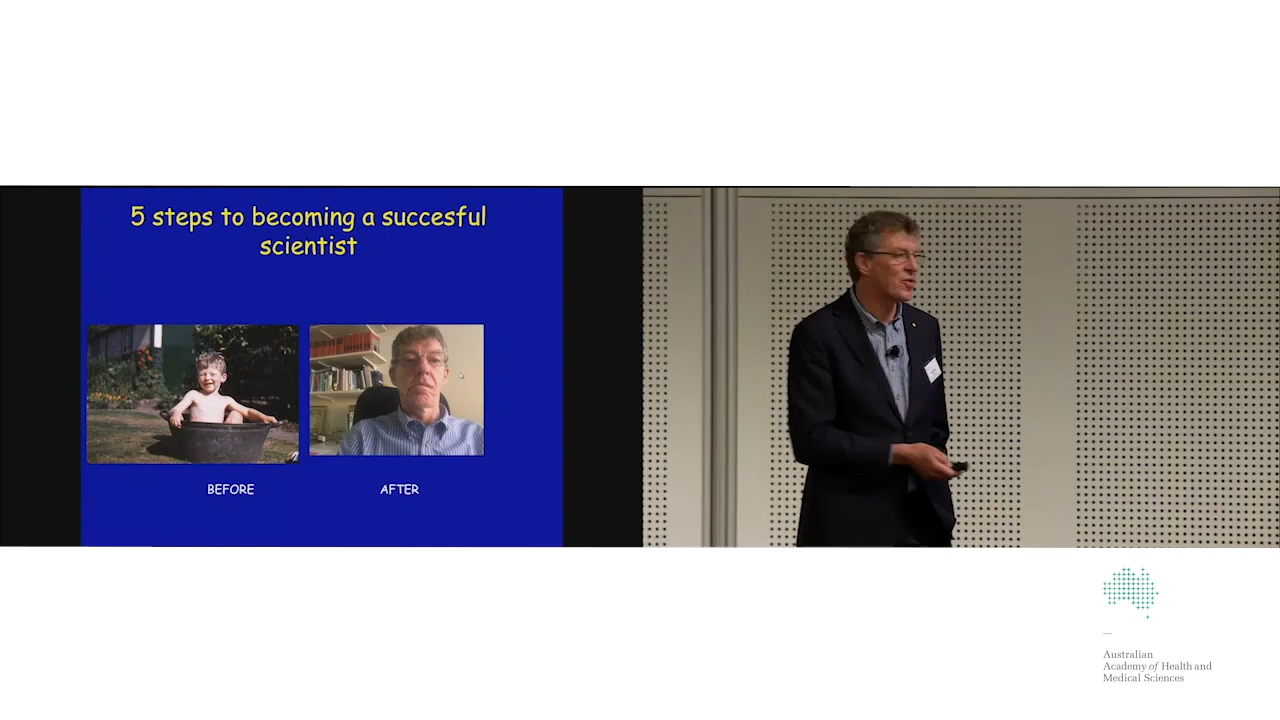 5 steps to becoming a succesful
scientist
BEFORE
AFTER
Australian
Academy of Health and
Medical Sciences